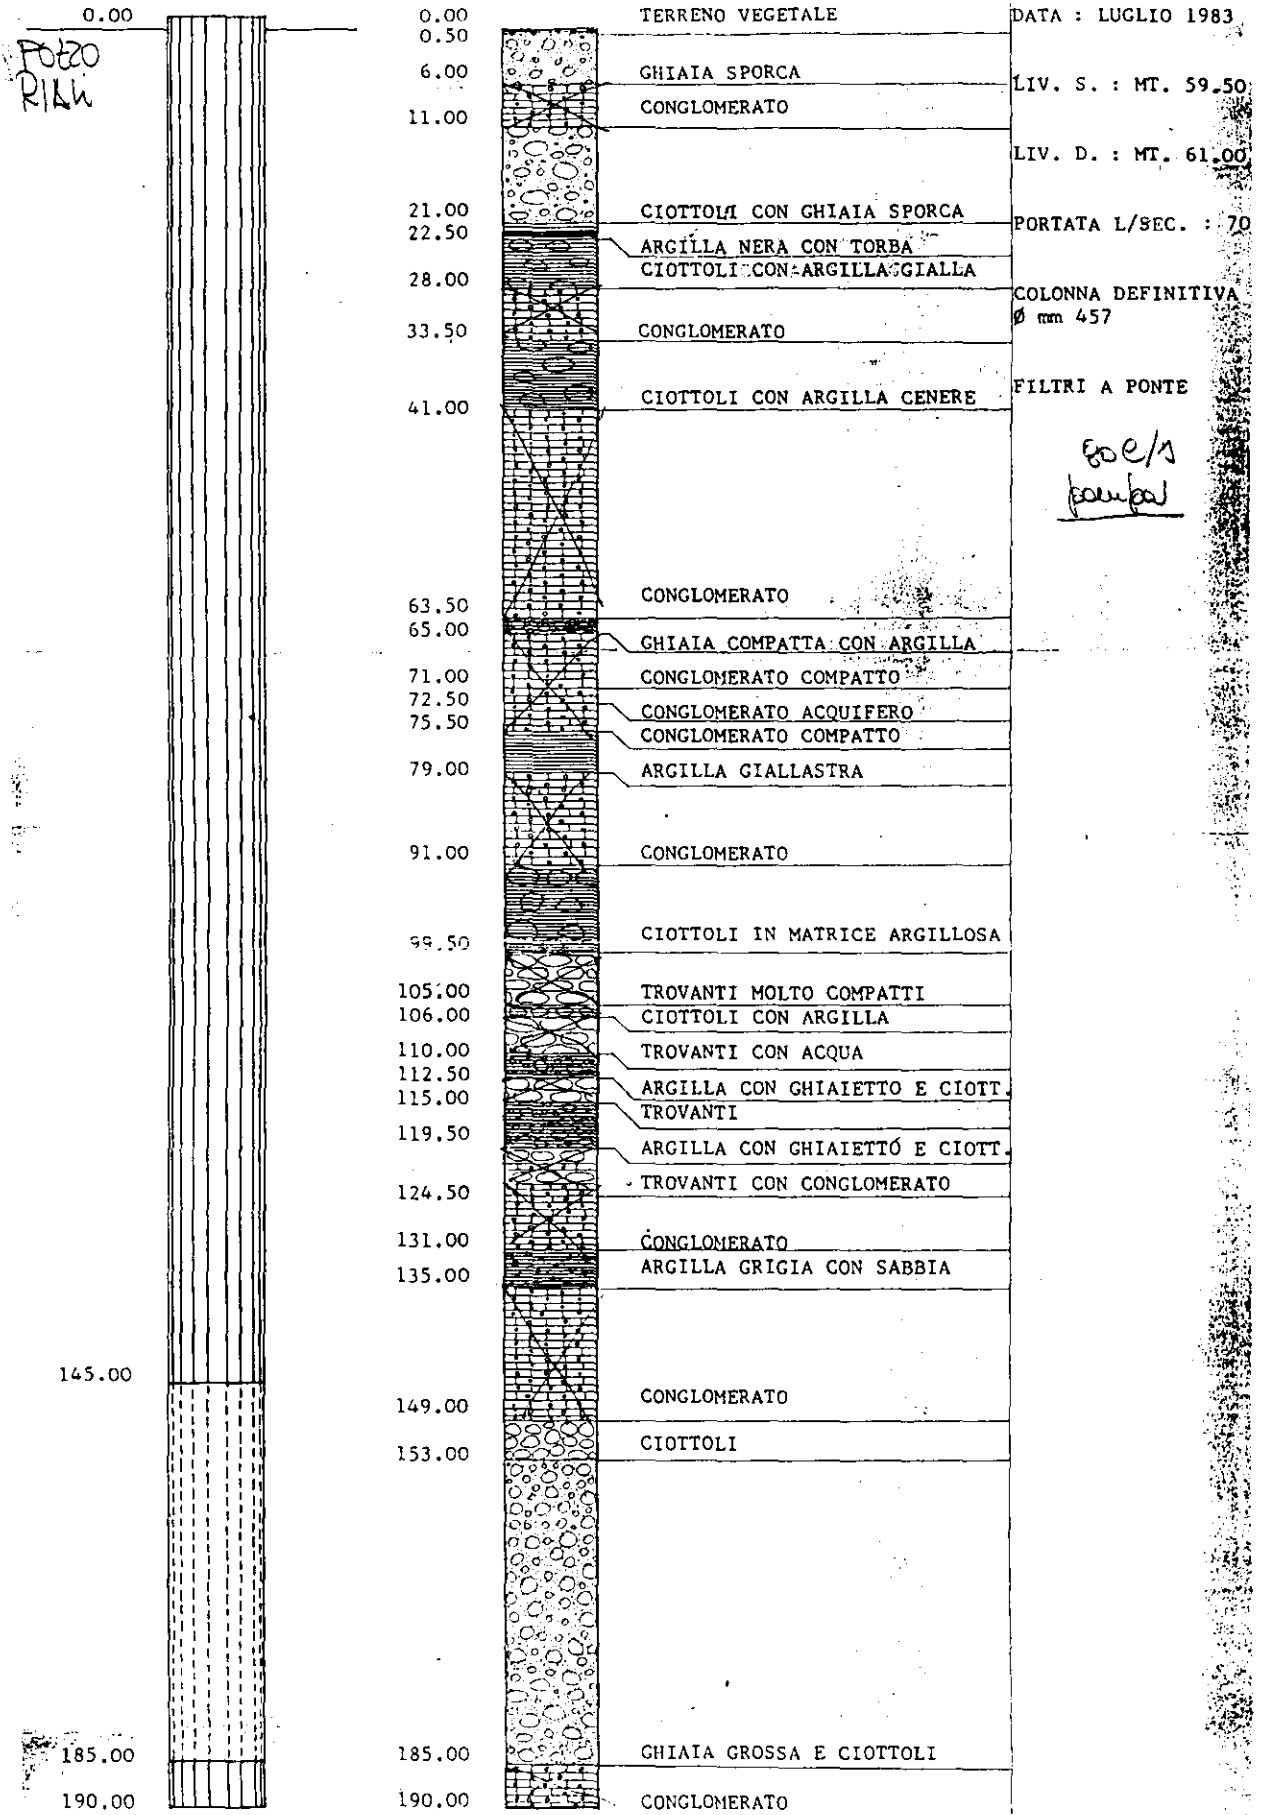 0.00 0.00 TERRENO VEGETALE DATA : LUGLIO 1983
0.50
POZZO
6.00 GHIAIA SPORCA LIV. S. : MT. 59.50
11.00 CONGLOMERATO
LIV. D. : MT. 61.00
21.00 CIOTTOLI CON GHIAIA SPORCA PORTATA L/SEC. : 70
22.50 ARGILLA NERA CON TORBA
28.00 CIOTTOLI CON ARGILLA GIALLA
COLONNA DEFINITIVA
Ø mm 457
33.50 CONGLOMERATO
FILTRI A PONTE
41.00 CIOTTOLI CON ARGILLA CENERE
63.50 CONGLOMERATO
65.00 GHIAIA COMPATTA CON ARGILLA
71.00 CONGLOMERATO COMPATTO
72.50 CONGLOMERATO ACQUIFERO
75.50 CONGLOMERATO COMPATTO
79.00 ARGILLA GIALLASTRA
91.00 CONGLOMERATO
99.50 CIOTTOLI IN MATRICE ARGILLOSA
105.00 TROVANTI MOLTO COMPATTI
106.00 CIOTTOLI CON ARGILLA
110.00 TROVANTI CON ACQUA
112.50 ARGILLA CON GHIAIETTO E CIOTT.
115.00 TROVANTI
119.50 ARGILLA CON GHIAIETTO E CIOTT.
124.50 TROVANTI CON CONGLOMERATO
131.00 CONGLOMERATO
135.00 ARGILLA GRIGIA CON SABBIA
145.00
149.00 CONGLOMERATO
153.00 CIOTTOLI
185.00 185.00 GHIAIA GROSSA E CIOTTOLI
190.00 190.00 CONGLOMERATO